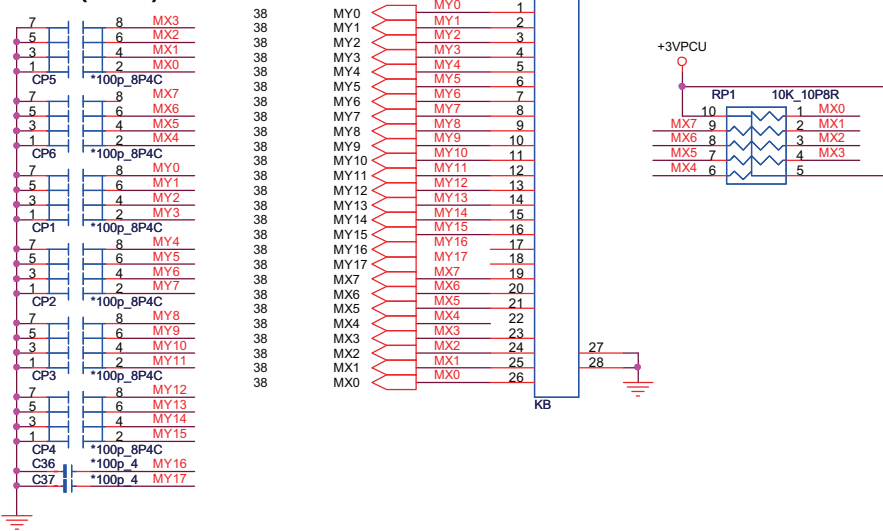 7 8 MX3
5 6 MX2
3 4 MX1
1 2 MX0
CP5 *100p_8P4C
7 8 MX7
5 6 MX6
3 4 MX5
1 2 MX4
CP6 *100p_8P4C
7 8 MY0
5 6 MY1
3 4 MY2
1 2 MY3
CP1 *100p_8P4C
7 8 MY4
5 6 MY5
3 4 MY6
1 2 MY7
CP2 *100p_8P4C
7 8 MY8
5 6 MY9
3 4 MY10
1 2 MY11
CP3 *100p_8P4C
7 8 MY12
5 6 MY13
3 4 MY14
1 2 MY15
CP4 *100p_8P4C
C36 *100p_4 MY16
C37 *100p_4 MY17
38 MY0 MY0 1
38 MY1 MY1 2
38 MY2 MY2 3
38 MY3 MY3 4
38 MY4 MY4 5
38 MY5 MY5 6
38 MY6 MY6 7
38 MY7 MY7 8
38 MY8 MY8 9
38 MY9 MY9 10
38 MY10 MY10 11
38 MY11 MY11 12
38 MY12 MY12 13
38 MY13 MY13 14
38 MY14 MY14 15
38 MY15 MY15 16
38 MY16 MY16 17
38 MY17 MY17 18
38 MX7 MX7 19
38 MX6 MX6 20
38 MX5 MX5 21
38 MX4 MX4 22
38 MX3 MX3 23
38 MX2 MX2 24
38 MX1 MX1 25
38 MX0 MX0 26
27
28
KB
+3VPCU
RP1 10K_10P8R
10 1 MX0
MX7 9 2 MX1
MX6 8 3 MX2
MX5 7 4 MX3
MX4 6 5